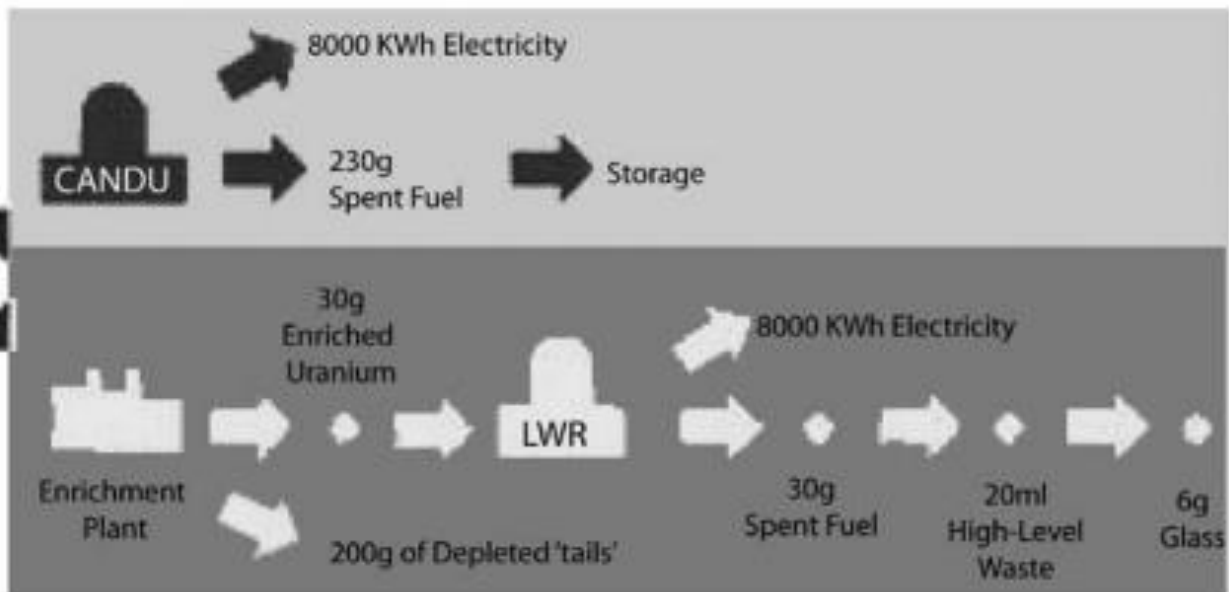 8000 KWh Electricity
CANDU
230g
Spent Fuel
Storage
30g
Enriched
Uranium
8000 KWh Electricity
LWR
Enrichment
Plant
200g of Depleted 'tails'
30g
Spent Fuel
20ml
High-Level
Waste
6g
Glass